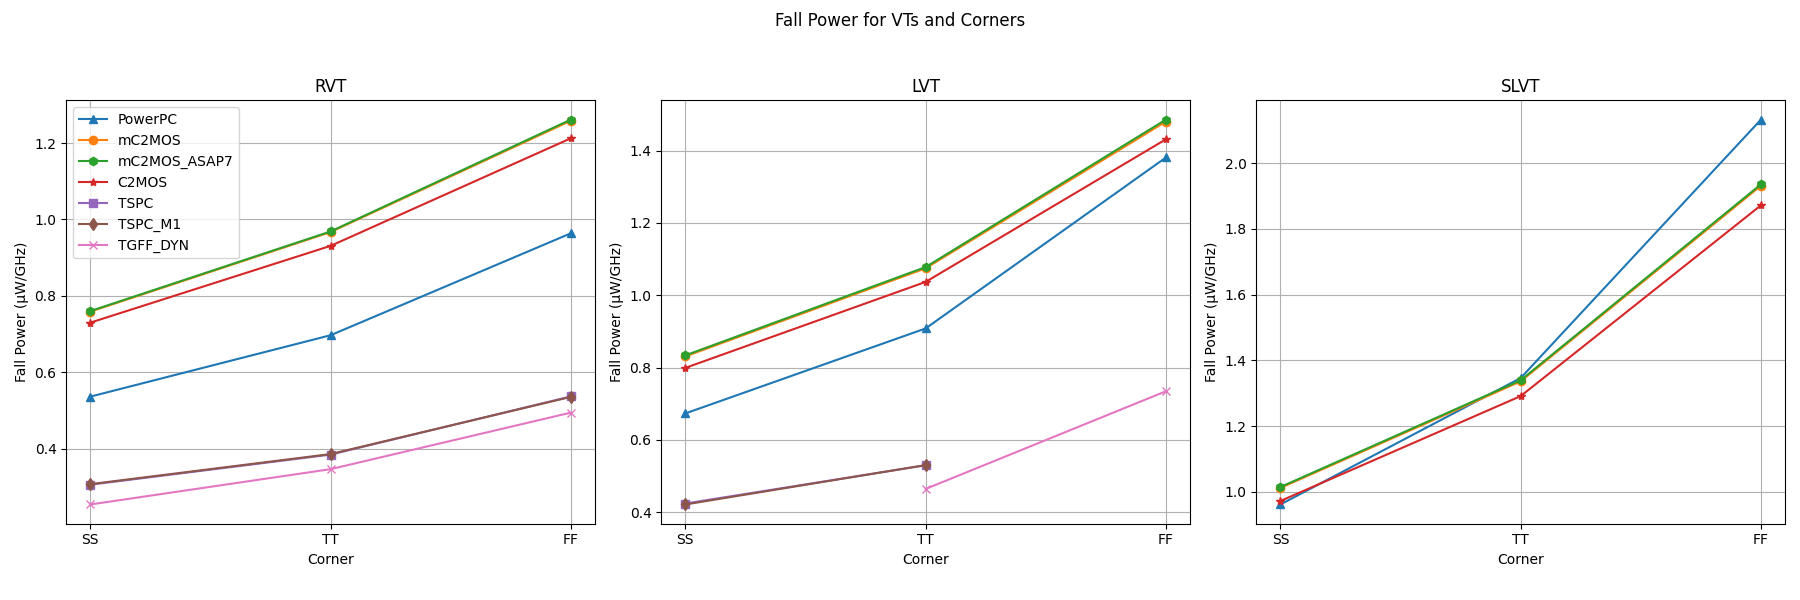 Fall Power for VTs and Corners
RVT
Fall Power (µW/GHz)
1.2
1.0
0.8
0.6
0.4
PowerPC
mC2MOS
mC2MOS_ASAP7
C2MOS
TSPC
TSPC_M1
TGFF_DYN
SS
TT
FF
Corner
LVT
Fall Power (µW/GHz)
1.4
1.2
1.0
0.8
0.6
0.4
SS
TT
FF
Corner
SLVT
Fall Power (µW/GHz)
2.0
1.8
1.6
1.4
1.2
1.0
SS
TT
FF
Corner